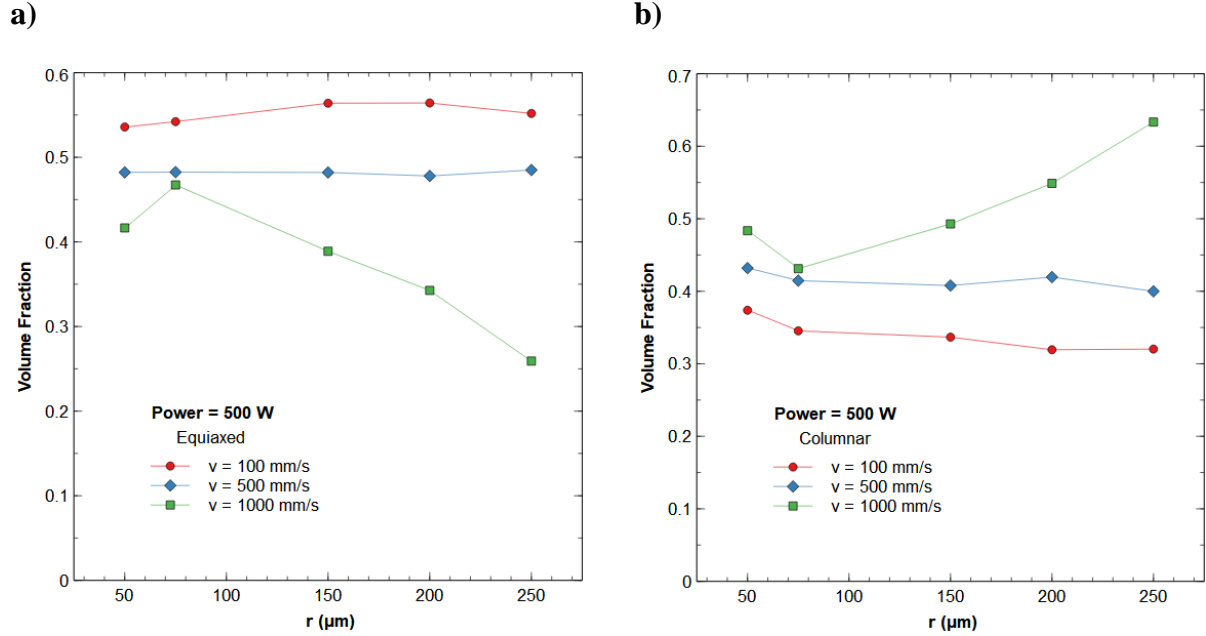 a)
0.6
0.5
0.4
0.3
0.2
0.1
0
Volume Fraction
Power = 500 W
Equiaxed
v = 100 mm/s
v = 500 mm/s
v = 1000 mm/s
50 100 150 200 250
r (μm)
b)
0.7
0.6
0.5
0.4
0.3
0.2
0.1
0
Volume Fraction
Power = 500 W
Columnar
v = 100 mm/s
v = 500 mm/s
v = 1000 mm/s
50 100 150 200 250
r (μm)